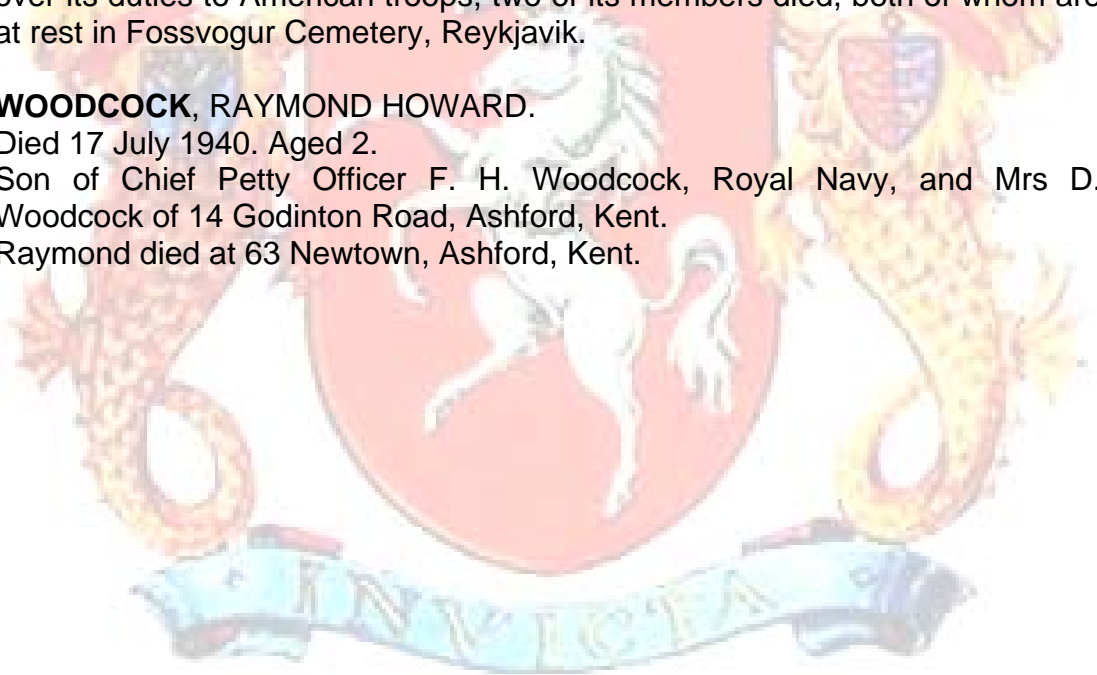 over its duties to American troops, two of its members died, both of whom are
at rest in Fossvogur Cemetery, Reykjavik.
WOODCOCK, RAYMOND HOWARD.
Died 17 July 1940. Aged 2.
Son of Chief Petty Officer F. H. Woodcock, Royal Navy, and Mrs D.
Woodcock of 14 Godinton Road, Ashford, Kent.
Raymond died at 63 Newtown, Ashford, Kent.
INVICTA